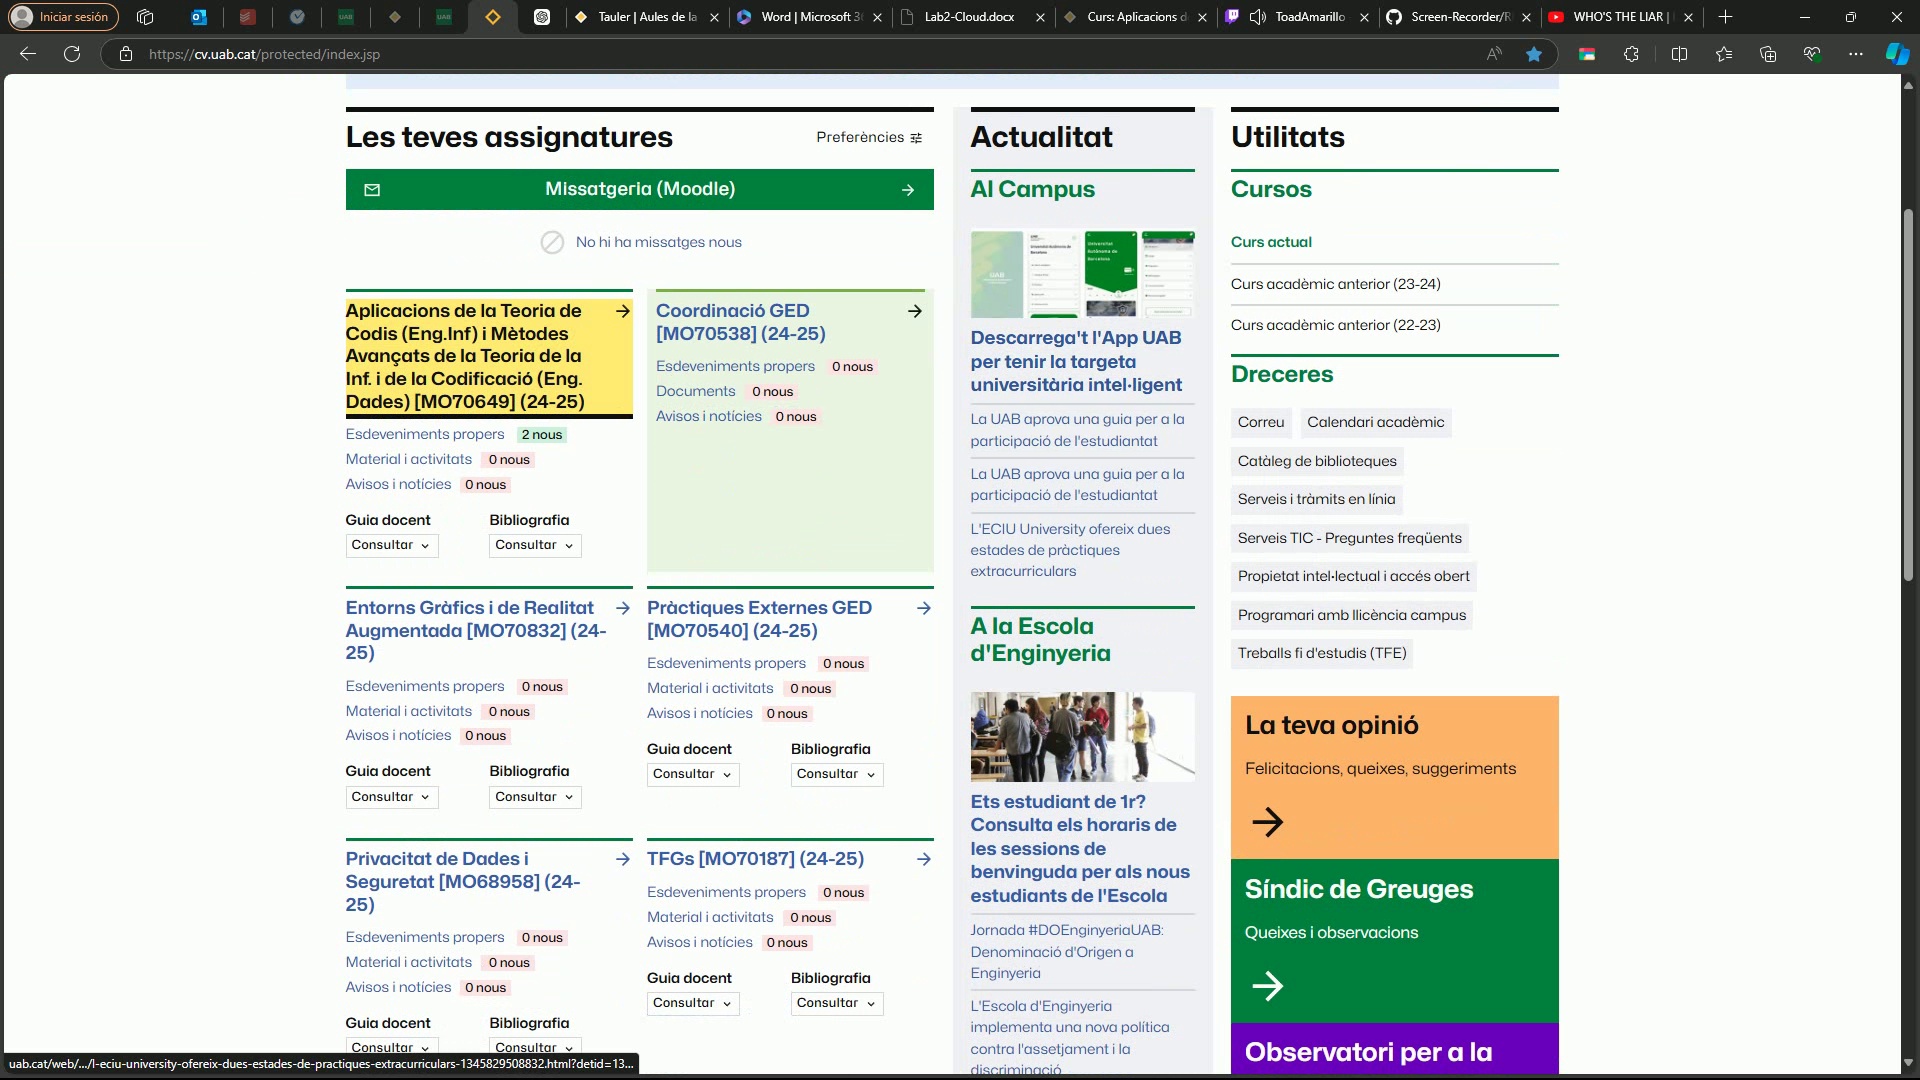 Iniciar sesión
Tauler | Aules de la
Word | Microsoft 3
Lab2-Cloud.docx
Curs: Aplicacions d
ToadAmarillo
Screen-Recorder/R
WHO'S THE LIAR |
https://cv.uab.cat/protected/index.jsp
Les teves assignatures
Preferències
Missatgeria (Moodle)
No hi ha missatges nous
Aplicacions de la Teoria de
Codis (Eng.Inf) i Mètodes
Avançats de la Teoria de la
Inf. i de la Codificació (Eng.
Dades) [MO70649] (24-25)
Esdeveniments propers 2 nous
Material i activitats 0 nous
Avisos i notícies 0 nous
Guia docent Bibliografia
Consultar Consultar
Coordinació GED
[MO70538] (24-25)
Esdeveniments propers 0 nous
Documents 0 nous
Avisos i notícies 0 nous
Entorns Gràfics i de Realitat
Augmentada [MO70832] (24-
25)
Esdeveniments propers 0 nous
Material i activitats 0 nous
Avisos i notícies 0 nous
Guia docent Bibliografia
Consultar Consultar
Pràctiques Externes GED
[MO70540] (24-25)
Esdeveniments propers 0 nous
Material i activitats 0 nous
Avisos i notícies 0 nous
Guia docent Bibliografia
Consultar Consultar
Privacitat de Dades i
Seguretat [MO68958] (24-
25)
Esdeveniments propers 0 nous
Material i activitats 0 nous
Avisos i notícies 0 nous
Guia docent Bibliografia
Consultar Consultar
TFGs [MO70187] (24-25)
Esdeveniments propers 0 nous
Material i activitats 0 nous
Avisos i notícies 0 nous
Guia docent Bibliografia
Consultar Consultar
Actualitat
Al Campus
Descarrega't l'App UAB
per tenir la targeta
universitària intel·ligent
La UAB aprova una guia per a la
participació de l'estudiantat
La UAB aprova una guia per a la
participació de l'estudiantat
L'ECIU University ofereix dues
estades de pràctiques
extracurriculars
A la Escola
d'Enginyeria
Ets estudiant de 1r?
Consulta els horaris de
les sessions de
benvinguda per als nous
estudiants de l'Escola
Jornada #DOEnginyeriaUAB:
Denominació d'Origen a
Enginyeria
L'Escola d'Enginyeria
implementa una nova política
contra l'assetjament i la
discriminació
Utilitats
Cursos
Curs actual
Curs acadèmic anterior (23-24)
Curs acadèmic anterior (22-23)
Dreceres
Correu
Calendari acadèmic
Catàleg de biblioteques
Serveis i tràmits en línia
Serveis TIC - Preguntes freqüents
Propietat intel·lectual i accés obert
Programari amb llicència campus
Treballs fi d'estudis (TFE)
La teva opinió
Felicitacions, queixes, suggeriments
Síndic de Greuges
Queixes i observacions
Observatori per a la
uab.cat/web/.../l-eciu-university-ofereix-dues-estades-de-practiques-extracurriculars-1345829508832.html?detid=13...